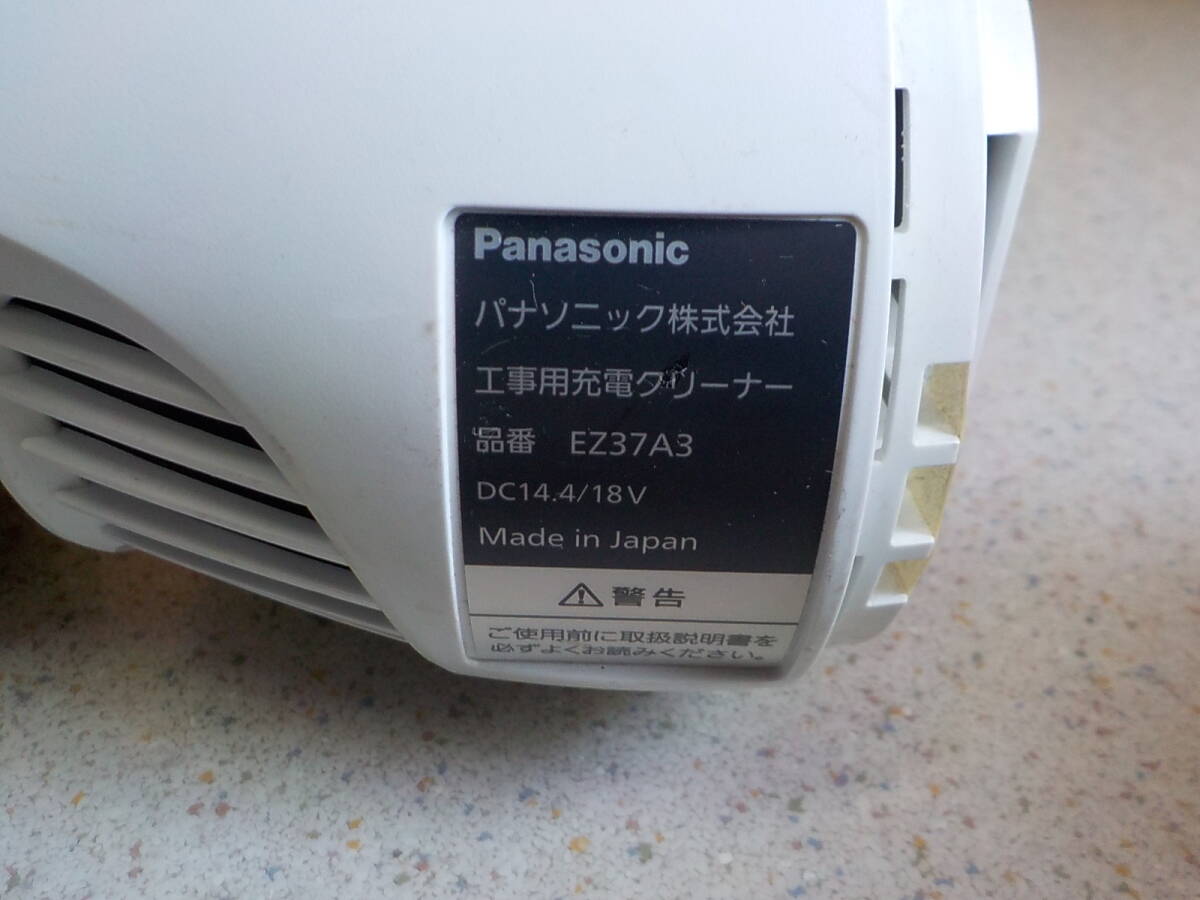 Panasonic
パナソニック株式会社
工事用充電クリーナー
品番 EZ37A3
DC14.4/18V
Made in Japan
⚠警告
ご使用前に取扱説明書を
必ずよくお読みください。